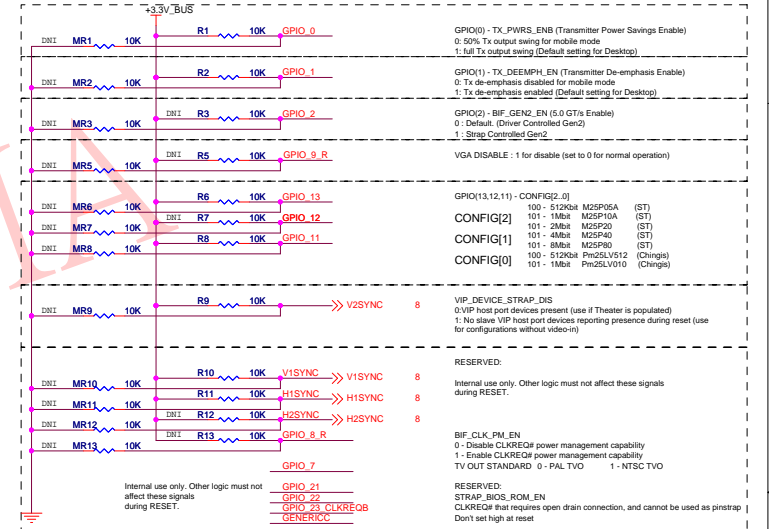 +3.3V_BUS
R1 10K GPIO_0
DNI MR1 10K
GPIO(0) - TX_PWRS_ENB (Transmitter Power Savings Enable)
0: 50% Tx output swing for mobile mode
1: full Tx output swing (Default setting for Desktop)
R2 10K GPIO_1
DNI MR2 10K
GPIO(1) - TX_DEEMPH_EN (Transmitter De-emphasis Enable)
0: Tx de-emphasis disabled for mobile mode
1: Tx de-emphasis enabled (Default setting for Desktop)
DNI R3 10K GPIO_2
DNI MR3 10K
GPIO(2) - BIF_GEN2_EN (5.0 GT/s Enable)
0 : Default. (Driver Controlled Gen2)
1 : Strap Controlled Gen2
DNI R5 10K GPIO_9_R
MR5 10K
VGA DISABLE : 1 for disable (set to 0 for normal operation)
R6 10K GPIO_13
DNI MR6 10K
DNI R7 10K GPIO_12
MR7 10K
R8 10K GPIO_11
DNI MR8 10K
GPIO(13,12,11) - CONFIG[2..0]
100 - 512Kbit M25P05A (ST)
CONFIG[2] 101 - 1Mbit M25P10A (ST)
101 - 2Mbit M25P20 (ST)
CONFIG[1] 101 - 4Mbit M25P40 (ST)
101 - 8Mbit M25P80 (ST)
CONFIG[0] 100 - 512Kbit Pm25LV512 (Chingis)
101 - 1Mbit Pm25LV010 (Chingis)
R9 10K V2SYNC 8
DNI MR9 10K
VIP_DEVICE_STRAP_DIS
0:VIP host port devices present (use if Theater is populated)
1: No slave VIP host port devices reporting presence during reset (use
for configurations without video-in)
R10 10K V1SYNC V1SYNC 8
DNI MR10 10K
R11 10K H1SYNC H1SYNC 8
DNI MR11 10K
DNI R12 10K H2SYNC H2SYNC 8
DNI MR12 10K
DNI R13 10K GPIO_8_R
DNI MR13 10K
RESERVED:
Internal use only. Other logic must not affect these signals
during RESET.
BIF_CLK_PM_EN
0 - Disable CLKREQ# power management capability
1 - Enable CLKREQ# power management capability
GPIO_7
TV OUT STANDARD 0 - PAL TVO 1 - NTSC TVO
Internal use only. Other logic must not
affect these signals
during RESET.
GPIO_21
GPIO_22
GPIO_23_CLKREQB
GENERICC
RESERVED:
STRAP_BIOS_ROM_EN
CLKREQ# that requires open drain connection, and cannot be used as pinstrap
Don't set high at reset